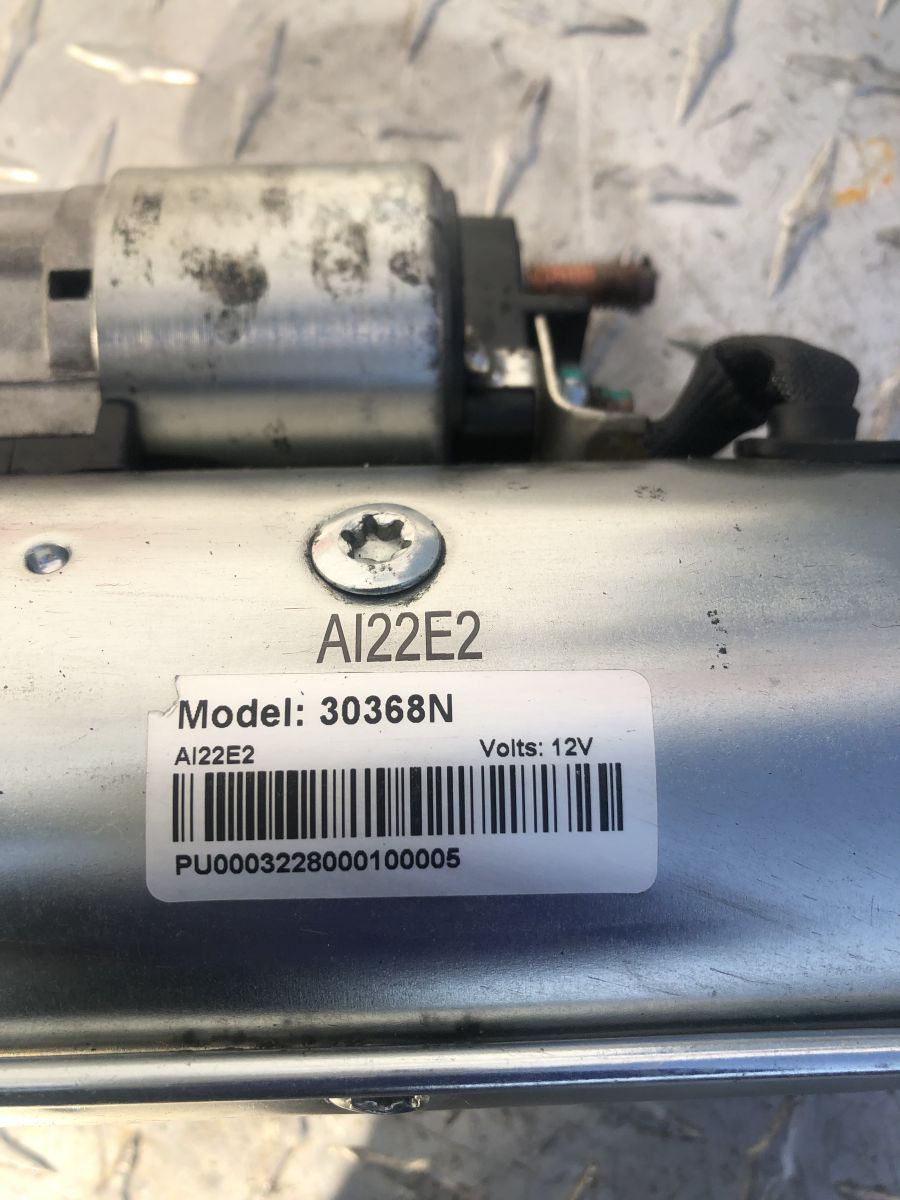 AI22E2
Model: 30368N
AI22E2 Volts: 12V
PU0003228000100005